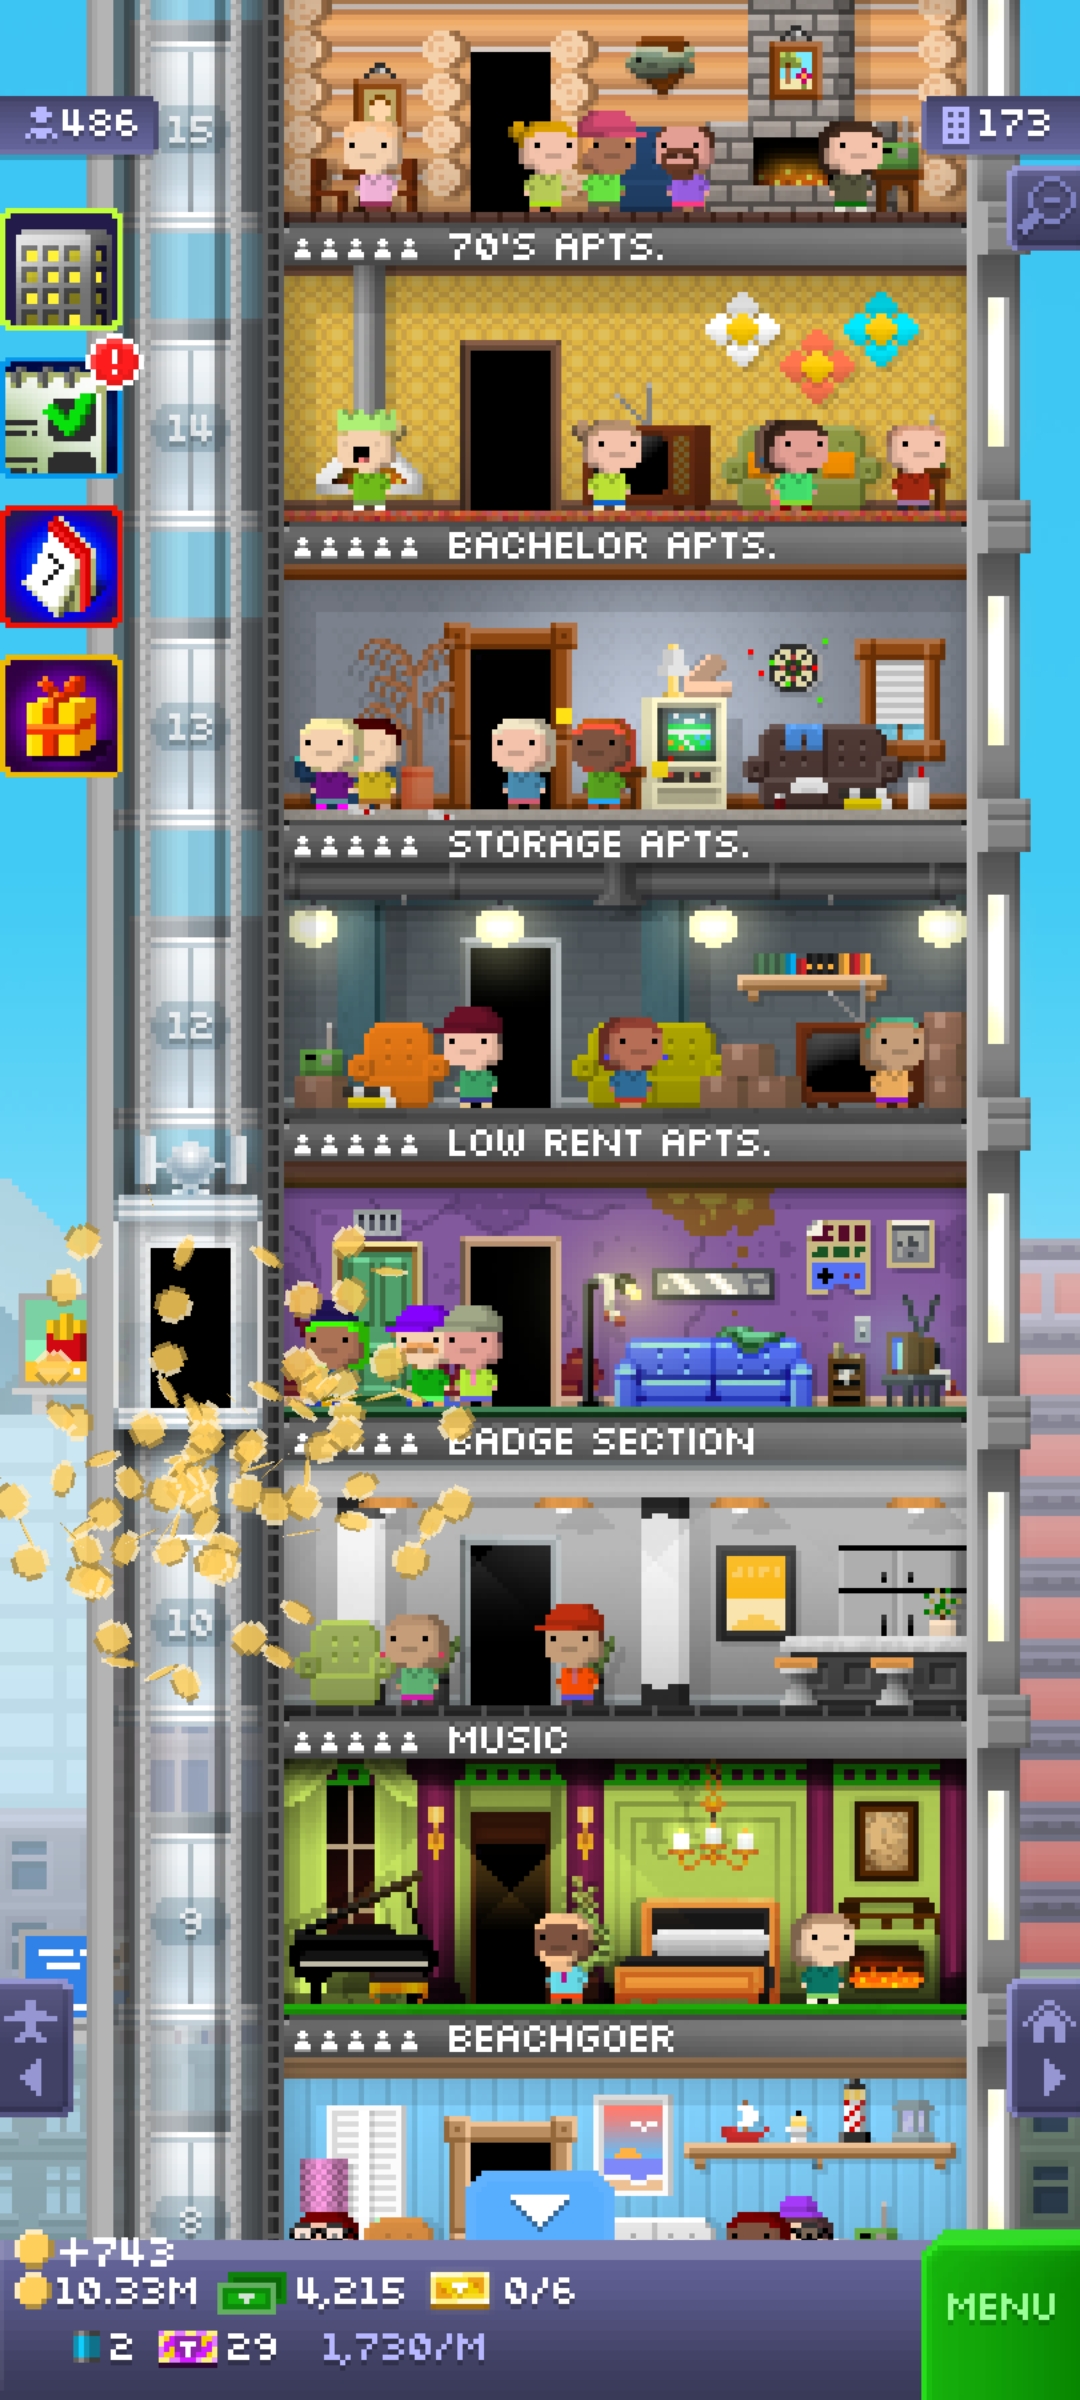 486
15
173
70'S APTS.
14
BACHELOR APTS.
7
13
STORAGE APTS.
12
LOW RENT APTS.
BADGE SECTION
10
MUSIC
9
BEACHGOER
8
+743
10.33M
4,215
0/6
MENU
2
T
29
1,730/M